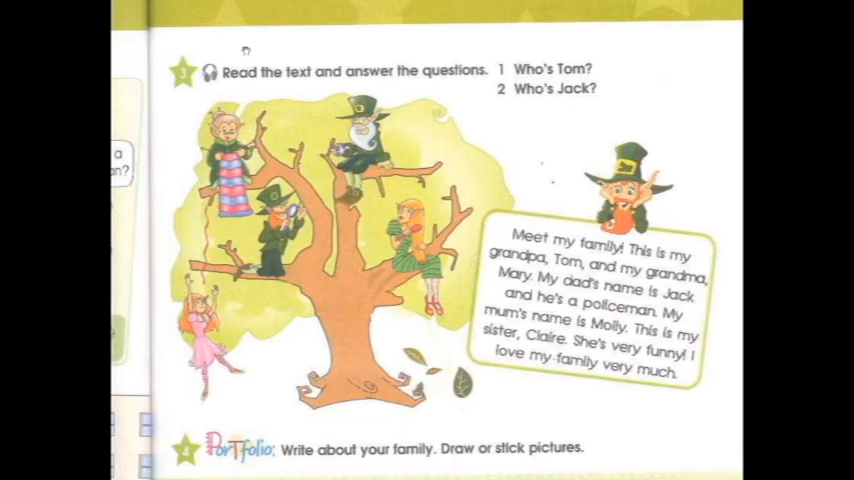 3 Read the text and answer the questions. 1 Who's Tom?
2 Who's Jack?
a
an?
Meet my family! This is my
grandpa, Tom, and my grandma,
Mary. My dad's name is Jack
and he's a policeman. My
mum's name is Molly. This is my
sister, Claire. She's very funny! I
love my family very much.
4 Portfolio: Write about your family. Draw or stick pictures.